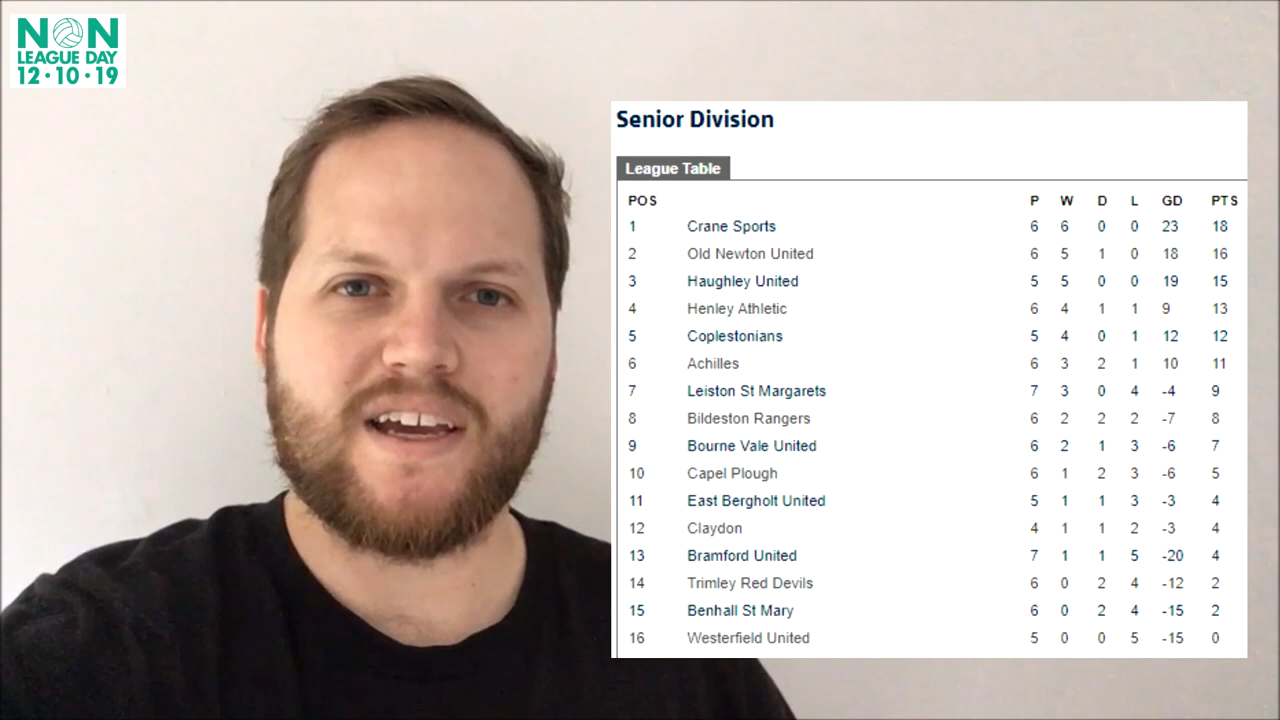 NON
LEAGUE DAY
12·10·19
Senior Division
League Table
POS P W D L GD PTS
1 Crane Sports 6 6 0 0 23 18
2 Old Newton United 6 5 1 0 18 16
3 Haughley United 5 5 0 0 19 15
4 Henley Athletic 6 4 1 1 9 13
5 Coplestonians 5 4 0 1 12 12
6 Achilles 6 3 2 1 10 11
7 Leiston St Margarets 7 3 0 4 -4 9
8 Bildeston Rangers 6 2 2 2 -7 8
9 Bourne Vale United 6 2 1 3 -6 7
10 Capel Plough 6 1 2 3 -6 5
11 East Bergholt United 5 1 1 3 -3 4
12 Claydon 4 1 1 2 -3 4
13 Bramford United 7 1 1 5 -20 4
14 Trimley Red Devils 6 0 2 4 -12 2
15 Benhall St Mary 6 0 2 4 -15 2
16 Westerfield United 5 0 0 5 -15 0